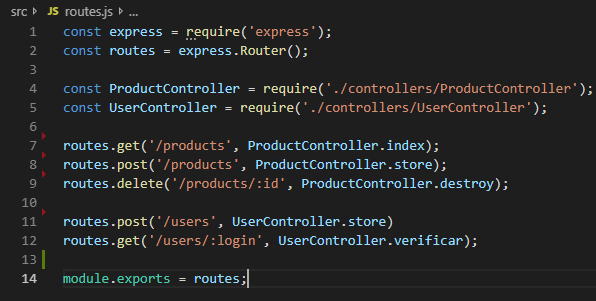 src > JS routes.js > ...
1 const express = require('express');
2 const routes = express.Router();
3
4 const ProductController = require('./controllers/ProductController');
5 const UserController = require('./controllers/UserController');
6
7 routes.get('/products', ProductController.index);
8 routes.post('/products', ProductController.store);
9 routes.delete('/products/:id', ProductController.destroy);
10
11 routes.post('/users', UserController.store)
12 routes.get('/users/:login', UserController.verificar);
13
14 module.exports = routes;